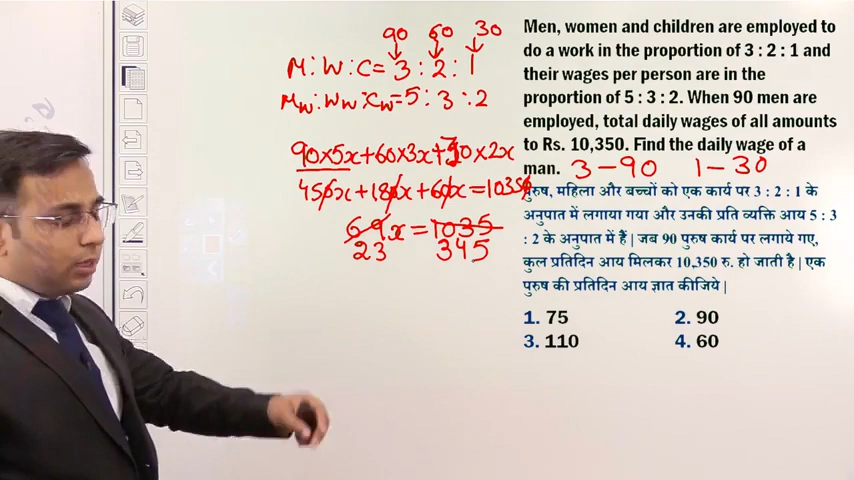 90 60 30
M:W:C=3:2:1
Mw:Ww:Cw=5:3:2
90×5x+60×3x+30×2x
450x+180x+60x=10350
69x=1035
23 345
Men, women and children are employed to
do a work in the proportion of 3 : 2 : 1 and
their wages per person are in the
proportion of 5 : 3 : 2. When 90 men are
employed, total daily wages of all amounts
to Rs. 10,350. Find the daily wage of a
man. 3-90 1-30
पुरुष, महिला और बच्चों को एक कार्य पर 3 : 2 : 1 के
अनुपात में लगाया गया और उनकी प्रति व्यक्ति आय 5 : 3
: 2 के अनुपात में हैं| जब 90 पुरुष कार्य पर लगाये गए,
कुल प्रतिदिन आय मिलकर 10,350 रु. हो जाती है| एक
पुरुष की प्रतिदिन आय ज्ञात कीजिये|
1. 75 2. 90
3. 110 4. 60